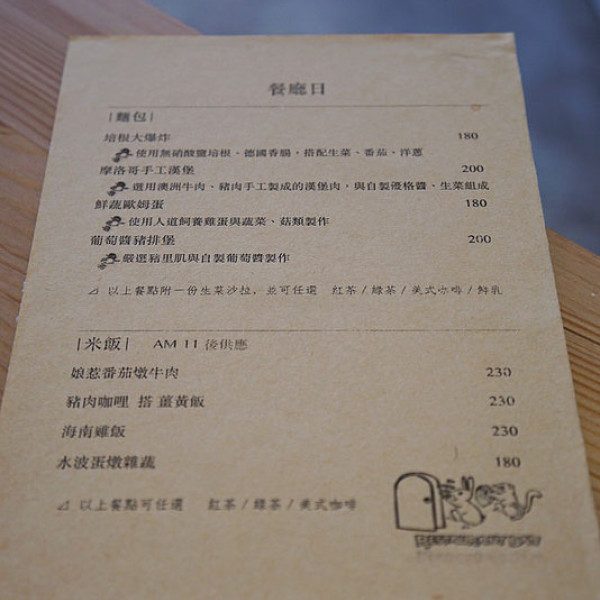 餐廳日
|麵包|
培根大爆炸 180
使用無硝酸鹽培根、德國香腸，搭配生菜、番茄、洋蔥
摩洛哥手工漢堡 200
選用澳洲牛肉、豬肉手工製成的漢堡肉，與自製優格醬、生菜組成
鮮蔬歐姆蛋 180
使用人道飼養雞蛋與蔬菜、菇類製作
葡萄醬豬排堡 200
嚴選豬里肌與自製葡萄醬製作
以上餐點附一份生菜沙拉，並可任選 紅茶/綠茶/美式咖啡/鮮乳
|米飯| AM 11 後供應
娘惹番茄燉牛肉 230
豬肉咖哩 搭 薑黃飯 230
海南雞飯 230
水波蛋燉雜蔬 180
以上餐點可任選 紅茶/綠茶/美式咖啡
RESTAURANT DAY